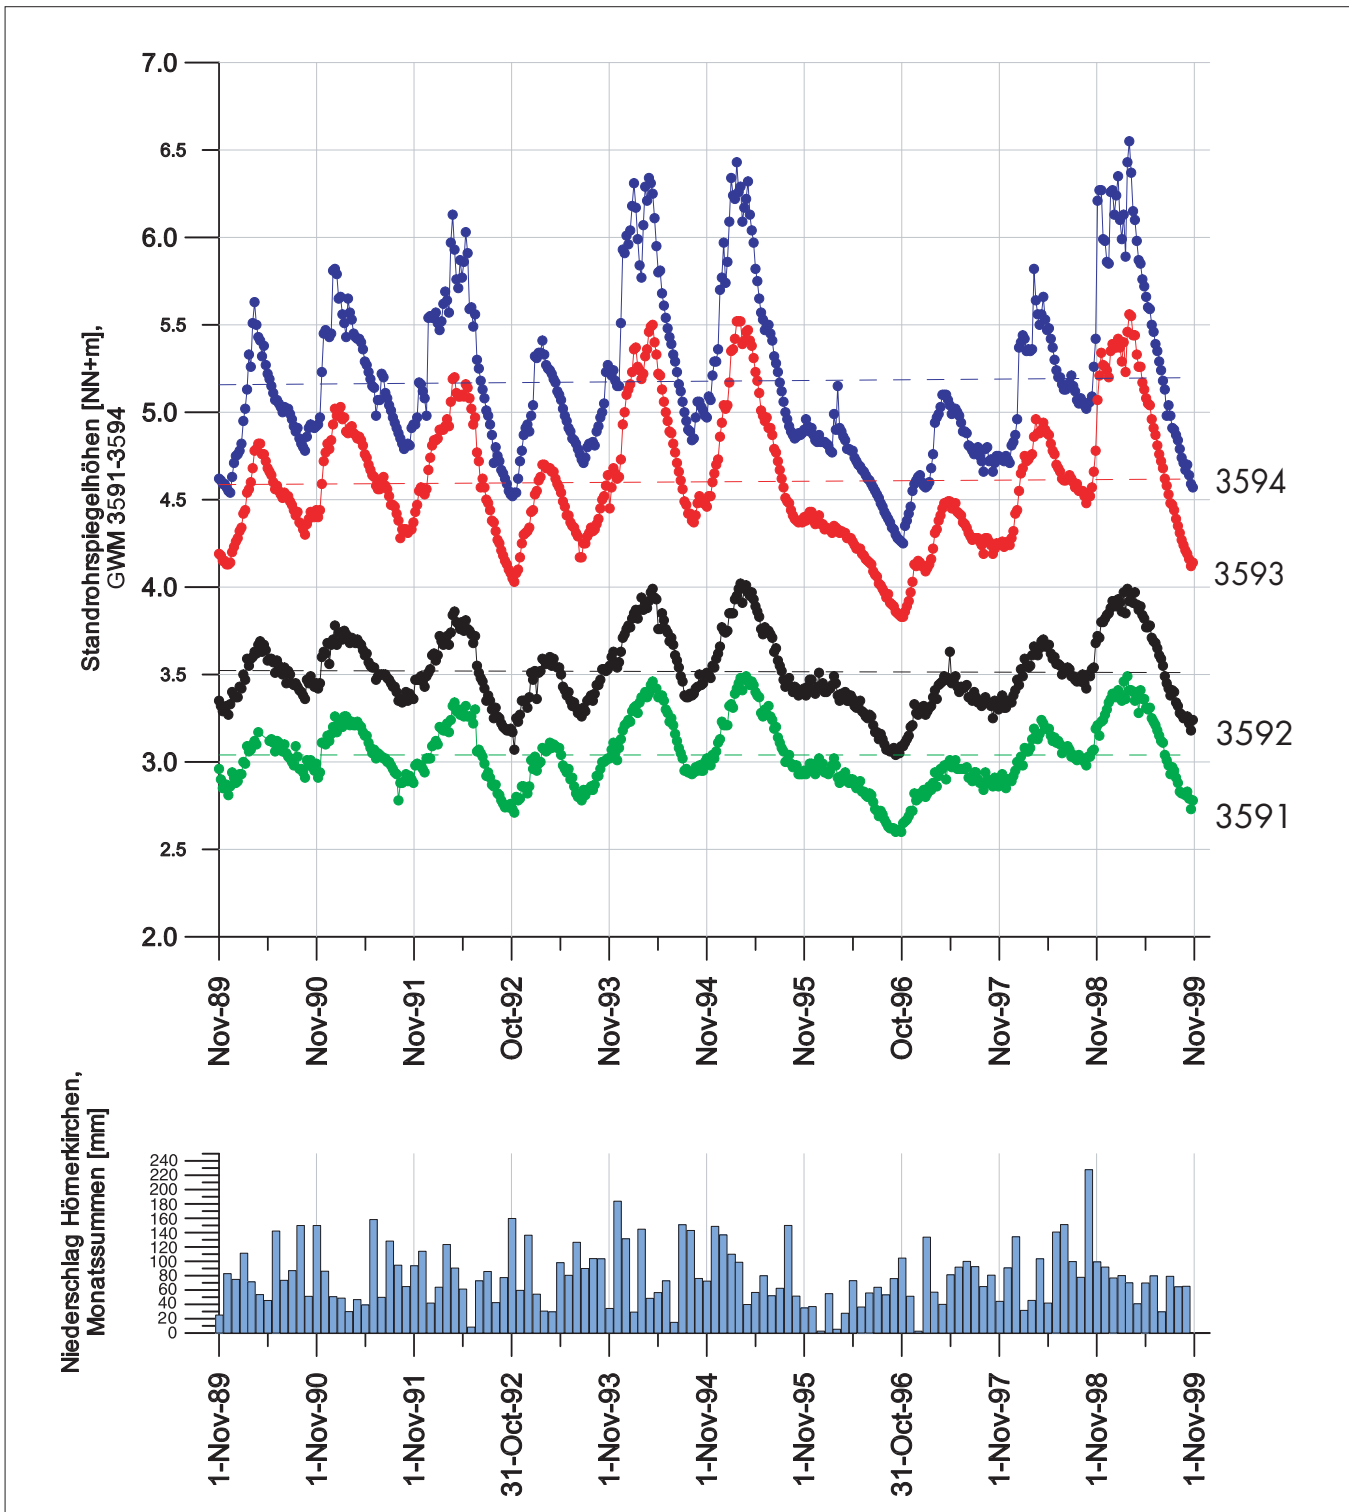 Standrohrspiegelhöhen [NN+m],
GWM 3591-3594
7.0
6.5
6.0
5.5
5.0
4.5
4.0
3.5
3.0
2.5
2.0
3594
3593
3592
3591
Nov-89
Nov-90
Nov-91
Oct-92
Nov-93
Nov-94
Nov-95
Oct-96
Nov-97
Nov-98
Nov-99
Niederschlag Hömerkirchen,
Monatssummen [mm]
240
220
200
180
160
140
120
100
80
60
40
20
0
1-Nov-89
1-Nov-90
1-Nov-91
31-Oct-92
1-Nov-93
1-Nov-94
1-Nov-95
31-Oct-96
1-Nov-97
1-Nov-98
1-Nov-99